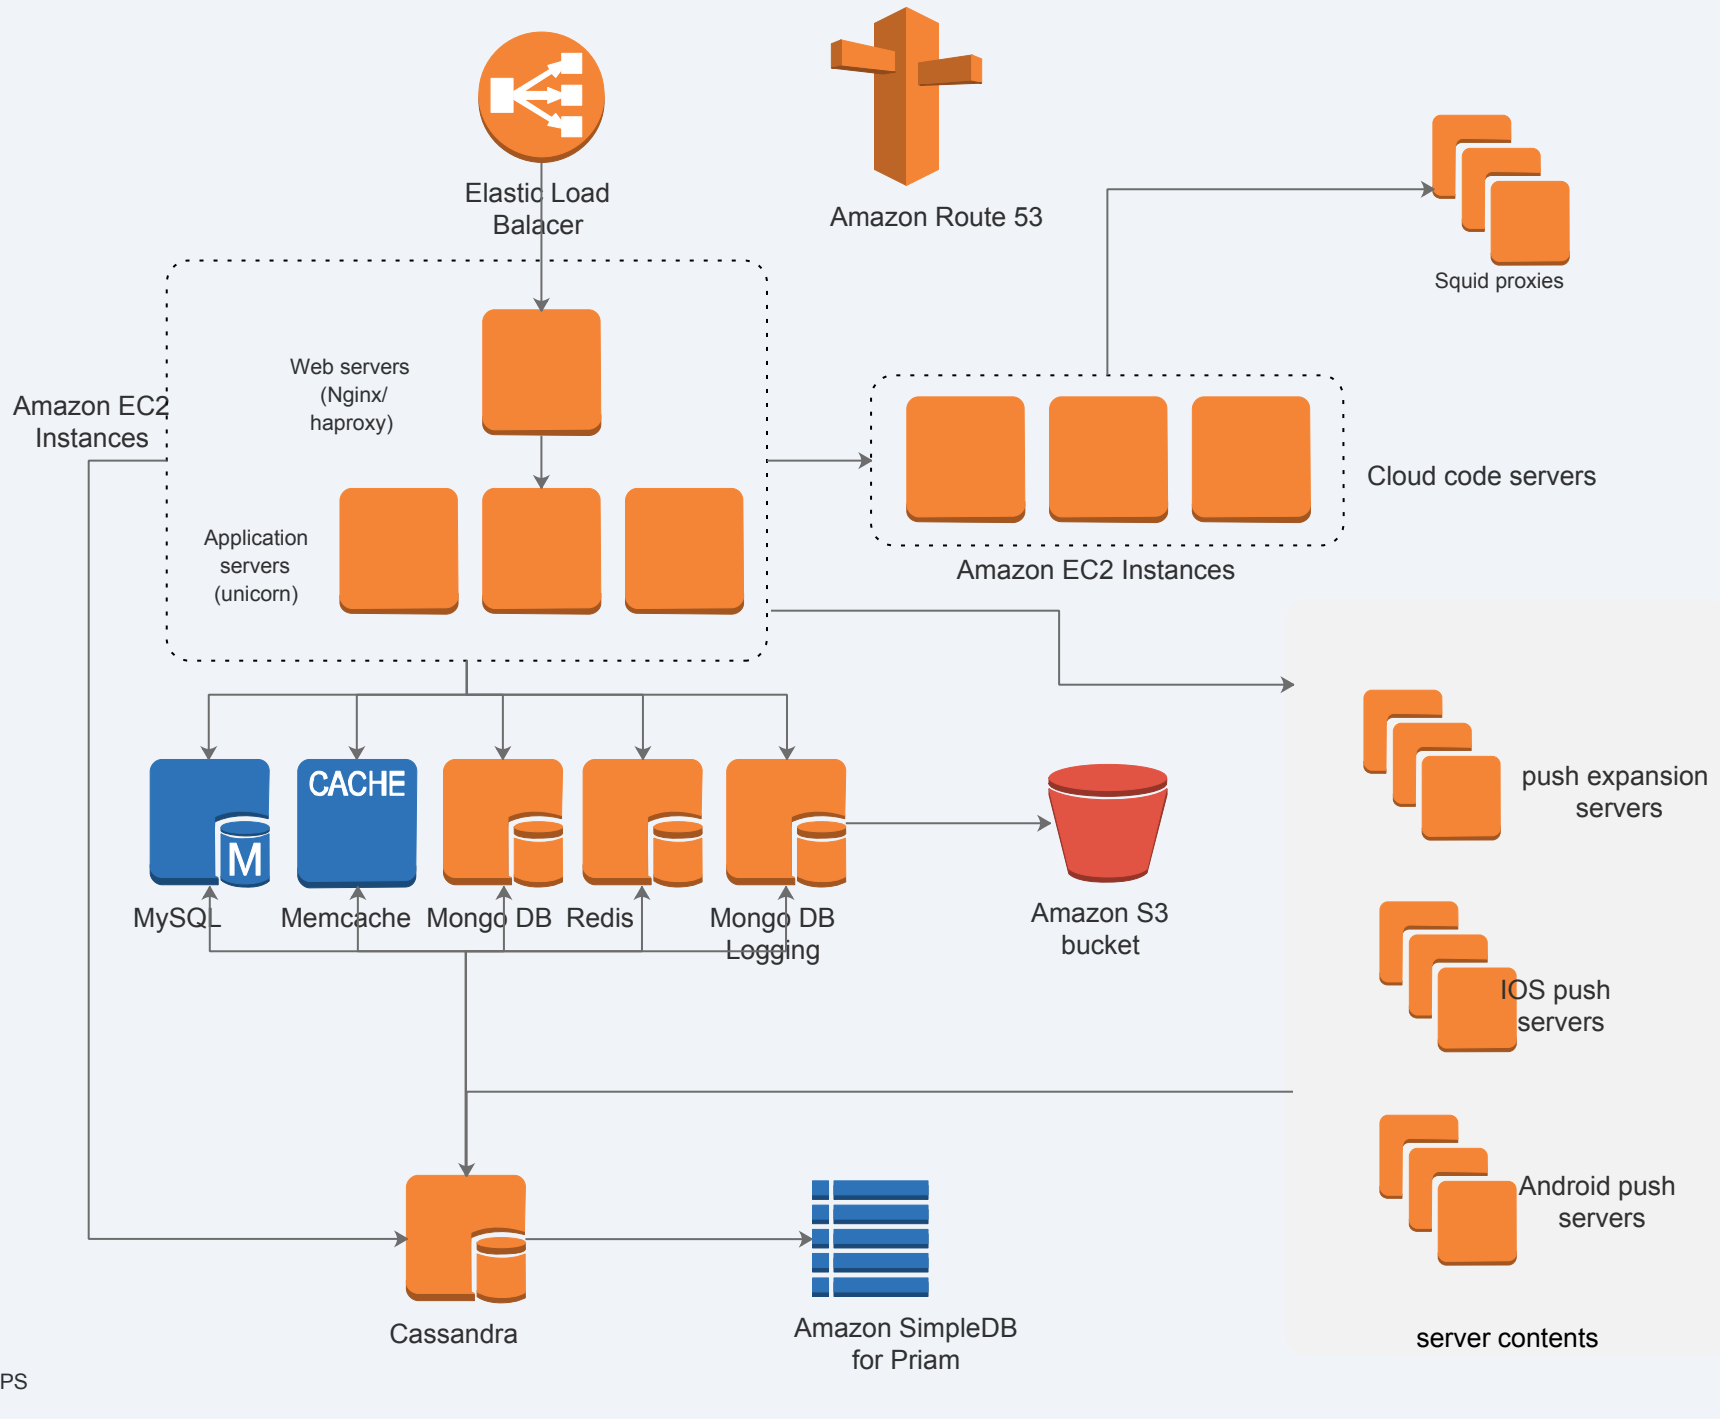 Elastic Load
Balacer
Amazon Route 53
Squid proxies
Web servers
(Nginx/
haproxy)
Amazon EC2
Instances
Application
servers
(unicorn)
Cloud code servers
Amazon EC2 Instances
CACHE
M
MySQL
Memcache
Mongo DB
Redis
Mongo DB
Logging
Amazon S3
bucket
push expansion
servers
IOS push
servers
Android push
servers
server contents
Cassandra
Amazon SimpleDB
for Priam
PS